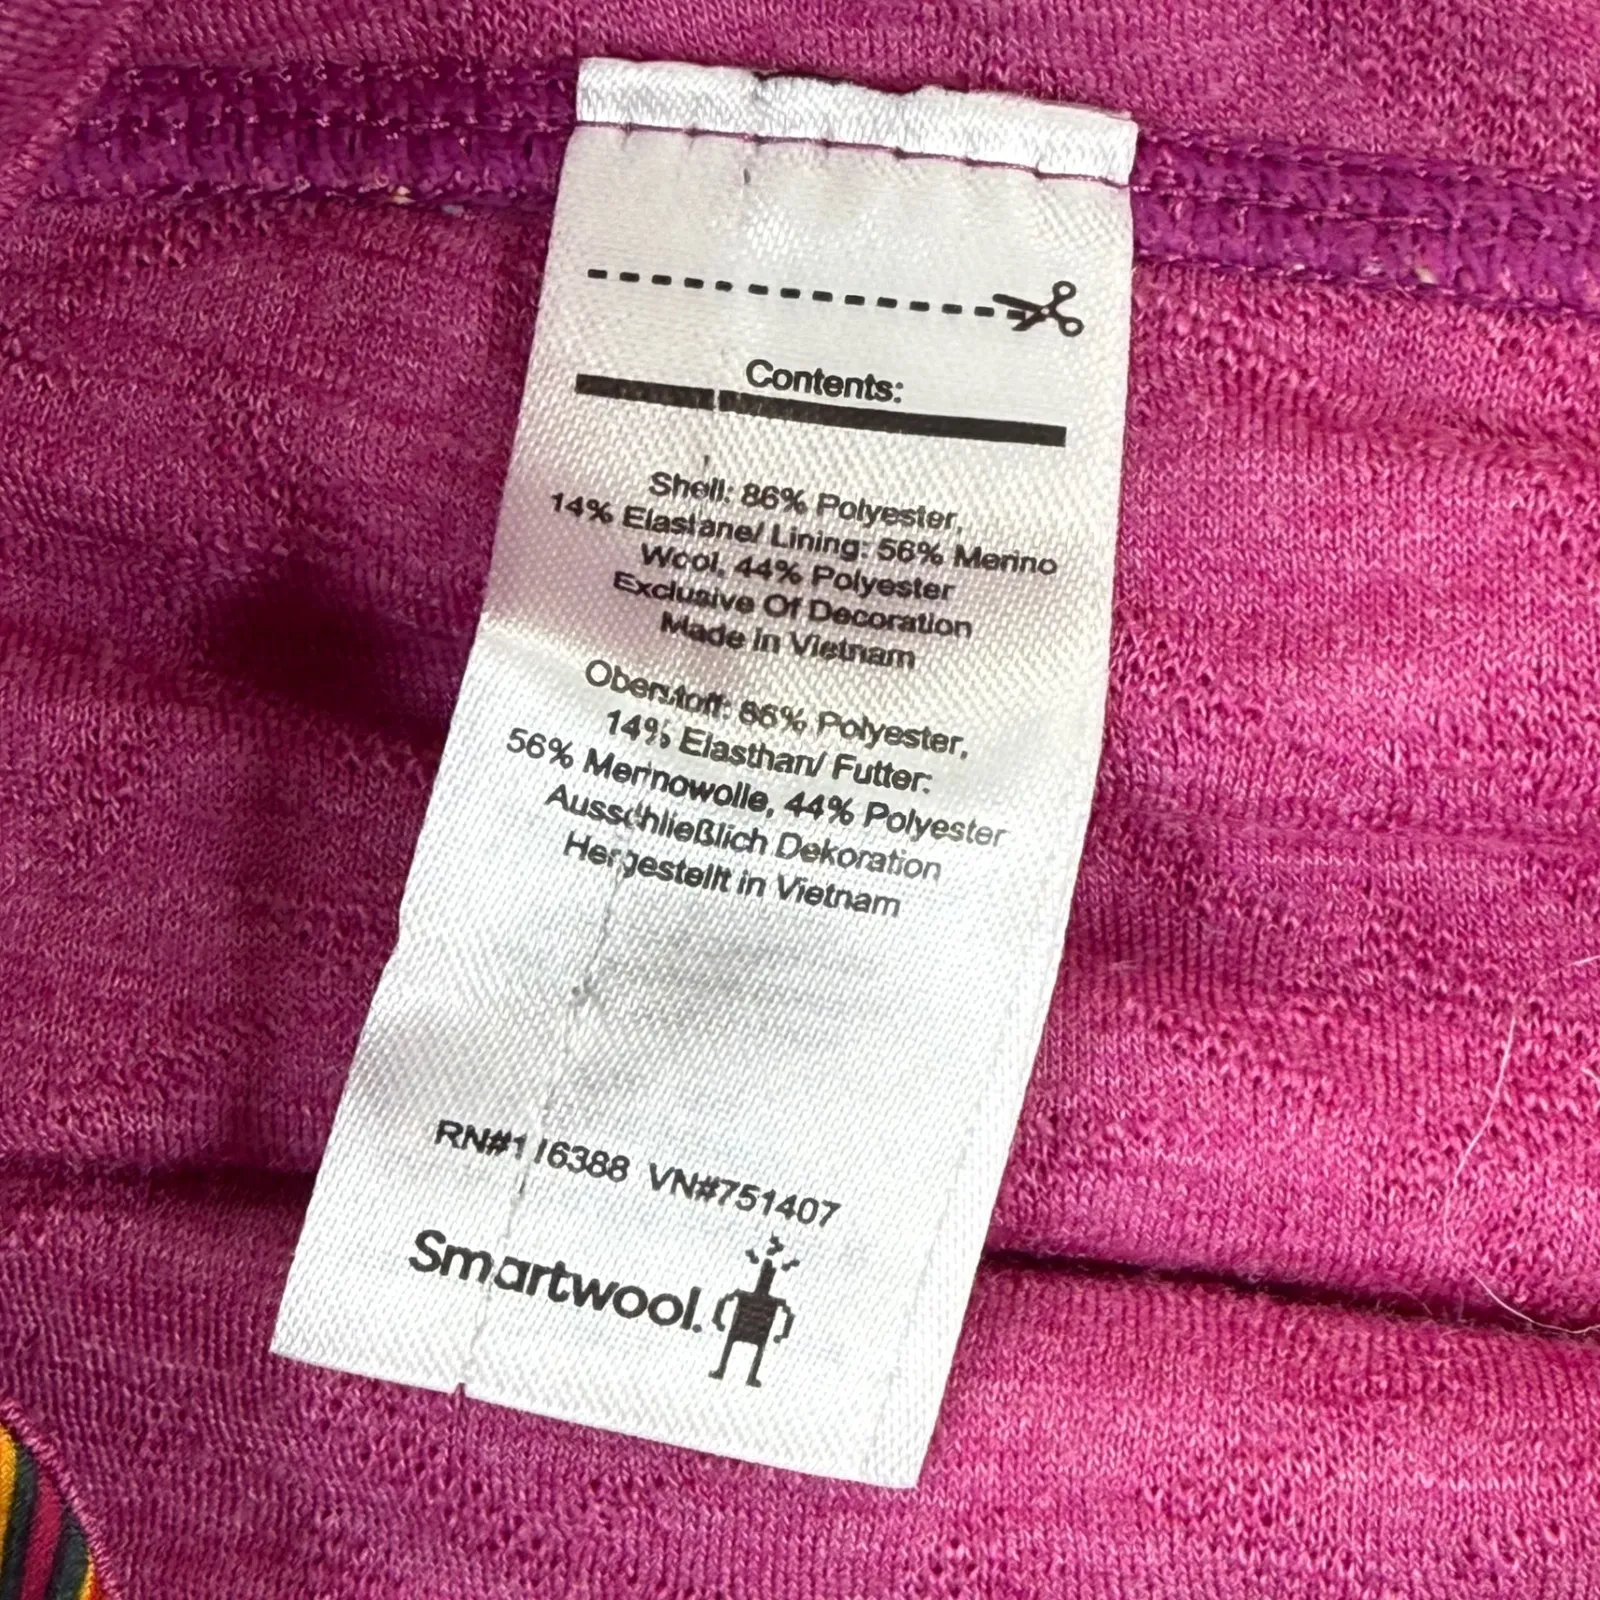 Contents:
Shell: 86% Polyester,
14% Elastane/ Lining: 56% Merino
Wool, 44% Polyester
Exclusive Of Decoration
Made in Vietnam
Oberstoff: 86% Polyester,
14% Elasthan/ Futter:
56% Merinowolle, 44% Polyester
Ausschließlich Dekoration
Hergestellt in Vietnam
RN#116388 VN#751407
Smartwool.